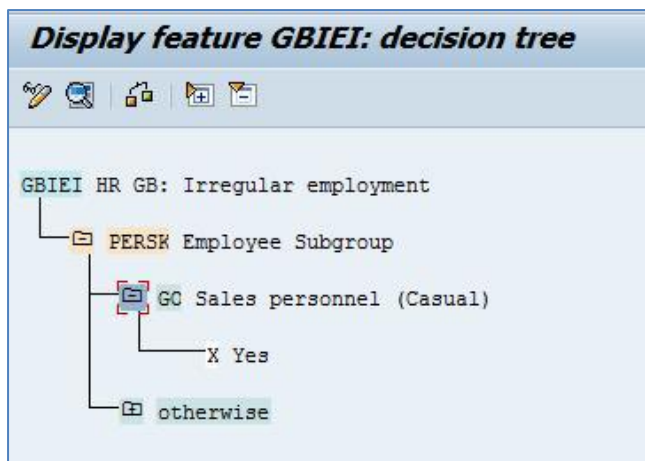 Display feature GBIEI: decision tree
GBIEI HR GB: Irregular employment
PERSK Employee Subgroup
GC Sales personnel (Casual)
X Yes
otherwise